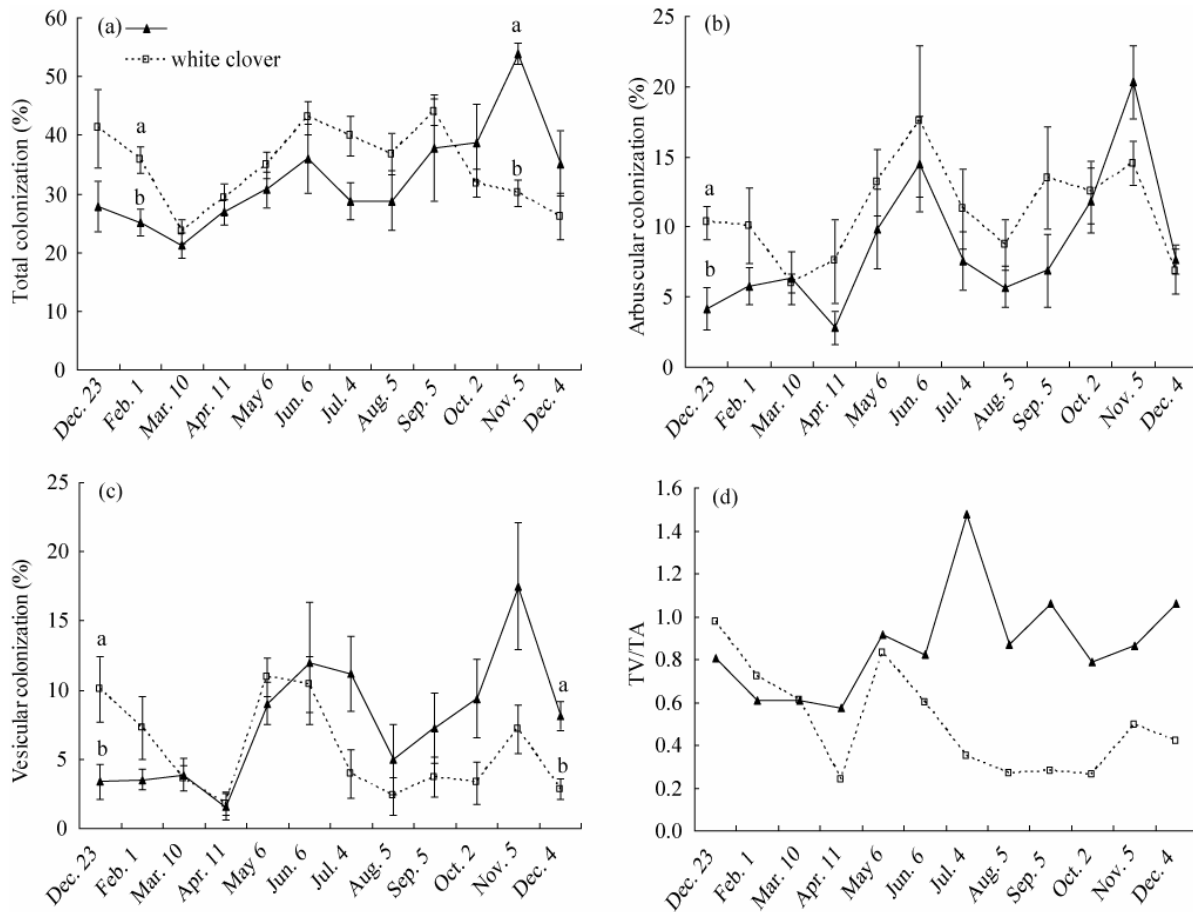 (a)
white clover
a
a
b
b
Total colonization (%)
60
50
40
30
20
10
0
Dec. 23
Feb. 1
Mar. 10
Apr. 11
May 6
Jun. 6
Jul. 4
Aug. 5
Sep. 5
Oct. 2
Nov. 5
Dec. 4
(b)
a
b
Arbuscular colonization (%)
25
20
15
10
5
0
Dec. 23
Feb. 1
Mar. 10
Apr. 11
May 6
Jun. 6
Jul. 4
Aug. 5
Sep. 5
Oct. 2
Nov. 5
Dec. 4
(c)
a
b
a
b
Vesicular colonization (%)
25
20
15
10
5
0
Dec. 23
Feb. 1
Mar. 10
Apr. 11
May 6
Jun. 6
Jul. 4
Aug. 5
Sep. 5
Oct. 2
Nov. 5
Dec. 4
(d)
TV/TA
1.6
1.4
1.2
1.0
0.8
0.6
0.4
0.2
0.0
Dec. 23
Feb. 1
Mar. 10
Apr. 11
May 6
Jun. 6
Jul. 4
Aug. 5
Sep. 5
Oct. 2
Nov. 5
Dec. 4